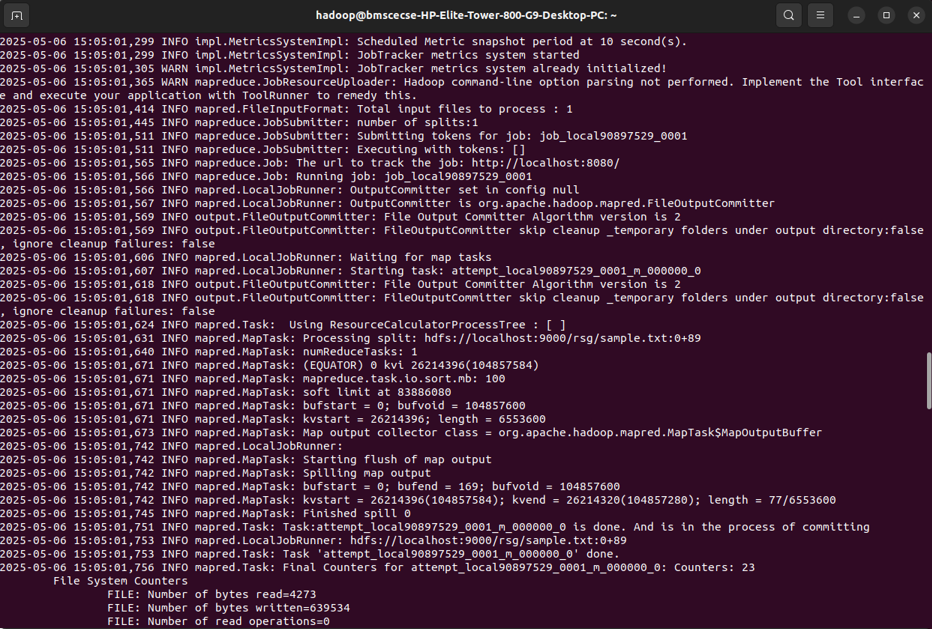 hadoop@bmscecse-HP-Elite-Tower-800-G9-Desktop-PC: ~
2025-05-06 15:05:01,299 INFO impl.MetricsSystemImpl: Scheduled Metric snapshot period at 10 second(s).
2025-05-06 15:05:01,299 INFO impl.MetricsSystemImpl: JobTracker metrics system started
2025-05-06 15:05:01,305 WARN impl.MetricsSystemImpl: JobTracker metrics system already initialized!
2025-05-06 15:05:01,365 WARN mapreduce.JobResourceUploader: Hadoop command-line option parsing not performed. Implement the Tool interfac
e and execute your application with ToolRunner to remedy this.
2025-05-06 15:05:01,414 INFO mapred.FileInputFormat: Total input files to process : 1
2025-05-06 15:05:01,445 INFO mapreduce.JobSubmitter: number of splits:1
2025-05-06 15:05:01,511 INFO mapreduce.JobSubmitter: Submitting tokens for job: job_local90897529_0001
2025-05-06 15:05:01,511 INFO mapreduce.JobSubmitter: Executing with tokens: []
2025-05-06 15:05:01,565 INFO mapreduce.Job: The url to track the job: http://localhost:8080/
2025-05-06 15:05:01,566 INFO mapreduce.Job: Running job: job_local90897529_0001
2025-05-06 15:05:01,566 INFO mapred.LocalJobRunner: OutputCommitter set in config null
2025-05-06 15:05:01,567 INFO mapred.LocalJobRunner: OutputCommitter is org.apache.hadoop.mapred.FileOutputCommitter
2025-05-06 15:05:01,569 INFO output.FileOutputCommitter: File Output Committer Algorithm version is 2
2025-05-06 15:05:01,569 INFO output.FileOutputCommitter: FileOutputCommitter skip cleanup _temporary folders under output directory:false
, ignore cleanup failures: false
2025-05-06 15:05:01,606 INFO mapred.LocalJobRunner: Waiting for map tasks
2025-05-06 15:05:01,607 INFO mapred.LocalJobRunner: Starting task: attempt_local90897529_0001_m_000000_0
2025-05-06 15:05:01,618 INFO output.FileOutputCommitter: File Output Committer Algorithm version is 2
2025-05-06 15:05:01,618 INFO output.FileOutputCommitter: FileOutputCommitter skip cleanup _temporary folders under output directory:false
, ignore cleanup failures: false
2025-05-06 15:05:01,624 INFO mapred.Task:  Using ResourceCalculatorProcessTree : [ ]
2025-05-06 15:05:01,631 INFO mapred.MapTask: Processing split: hdfs://localhost:9000/rsg/sample.txt:0+89
2025-05-06 15:05:01,640 INFO mapred.MapTask: numReduceTasks: 1
2025-05-06 15:05:01,671 INFO mapred.MapTask: (EQUATOR) 0 kvi 26214396(104857584)
2025-05-06 15:05:01,671 INFO mapred.MapTask: mapreduce.task.io.sort.mb: 100
2025-05-06 15:05:01,671 INFO mapred.MapTask: soft limit at 83886080
2025-05-06 15:05:01,671 INFO mapred.MapTask: bufstart = 0; bufvoid = 104857600
2025-05-06 15:05:01,671 INFO mapred.MapTask: kvstart = 26214396; length = 6553600
2025-05-06 15:05:01,673 INFO mapred.MapTask: Map output collector class = org.apache.hadoop.mapred.MapTask$MapOutputBuffer
2025-05-06 15:05:01,742 INFO mapred.LocalJobRunner:
2025-05-06 15:05:01,742 INFO mapred.MapTask: Starting flush of map output
2025-05-06 15:05:01,742 INFO mapred.MapTask: Spilling map output
2025-05-06 15:05:01,742 INFO mapred.MapTask: bufstart = 0; bufend = 169; bufvoid = 104857600
2025-05-06 15:05:01,742 INFO mapred.MapTask: kvstart = 26214396(104857584); kvend = 26214320(104857280); length = 77/6553600
2025-05-06 15:05:01,745 INFO mapred.MapTask: Finished spill 0
2025-05-06 15:05:01,751 INFO mapred.Task: Task:attempt_local90897529_0001_m_000000_0 is done. And is in the process of committing
2025-05-06 15:05:01,753 INFO mapred.LocalJobRunner: hdfs://localhost:9000/rsg/sample.txt:0+89
2025-05-06 15:05:01,753 INFO mapred.Task: Task 'attempt_local90897529_0001_m_000000_0' done.
2025-05-06 15:05:01,756 INFO mapred.Task: Final Counters for attempt_local90897529_0001_m_000000_0: Counters: 23
File System Counters
FILE: Number of bytes read=4273
FILE: Number of bytes written=639534
FILE: Number of read operations=0